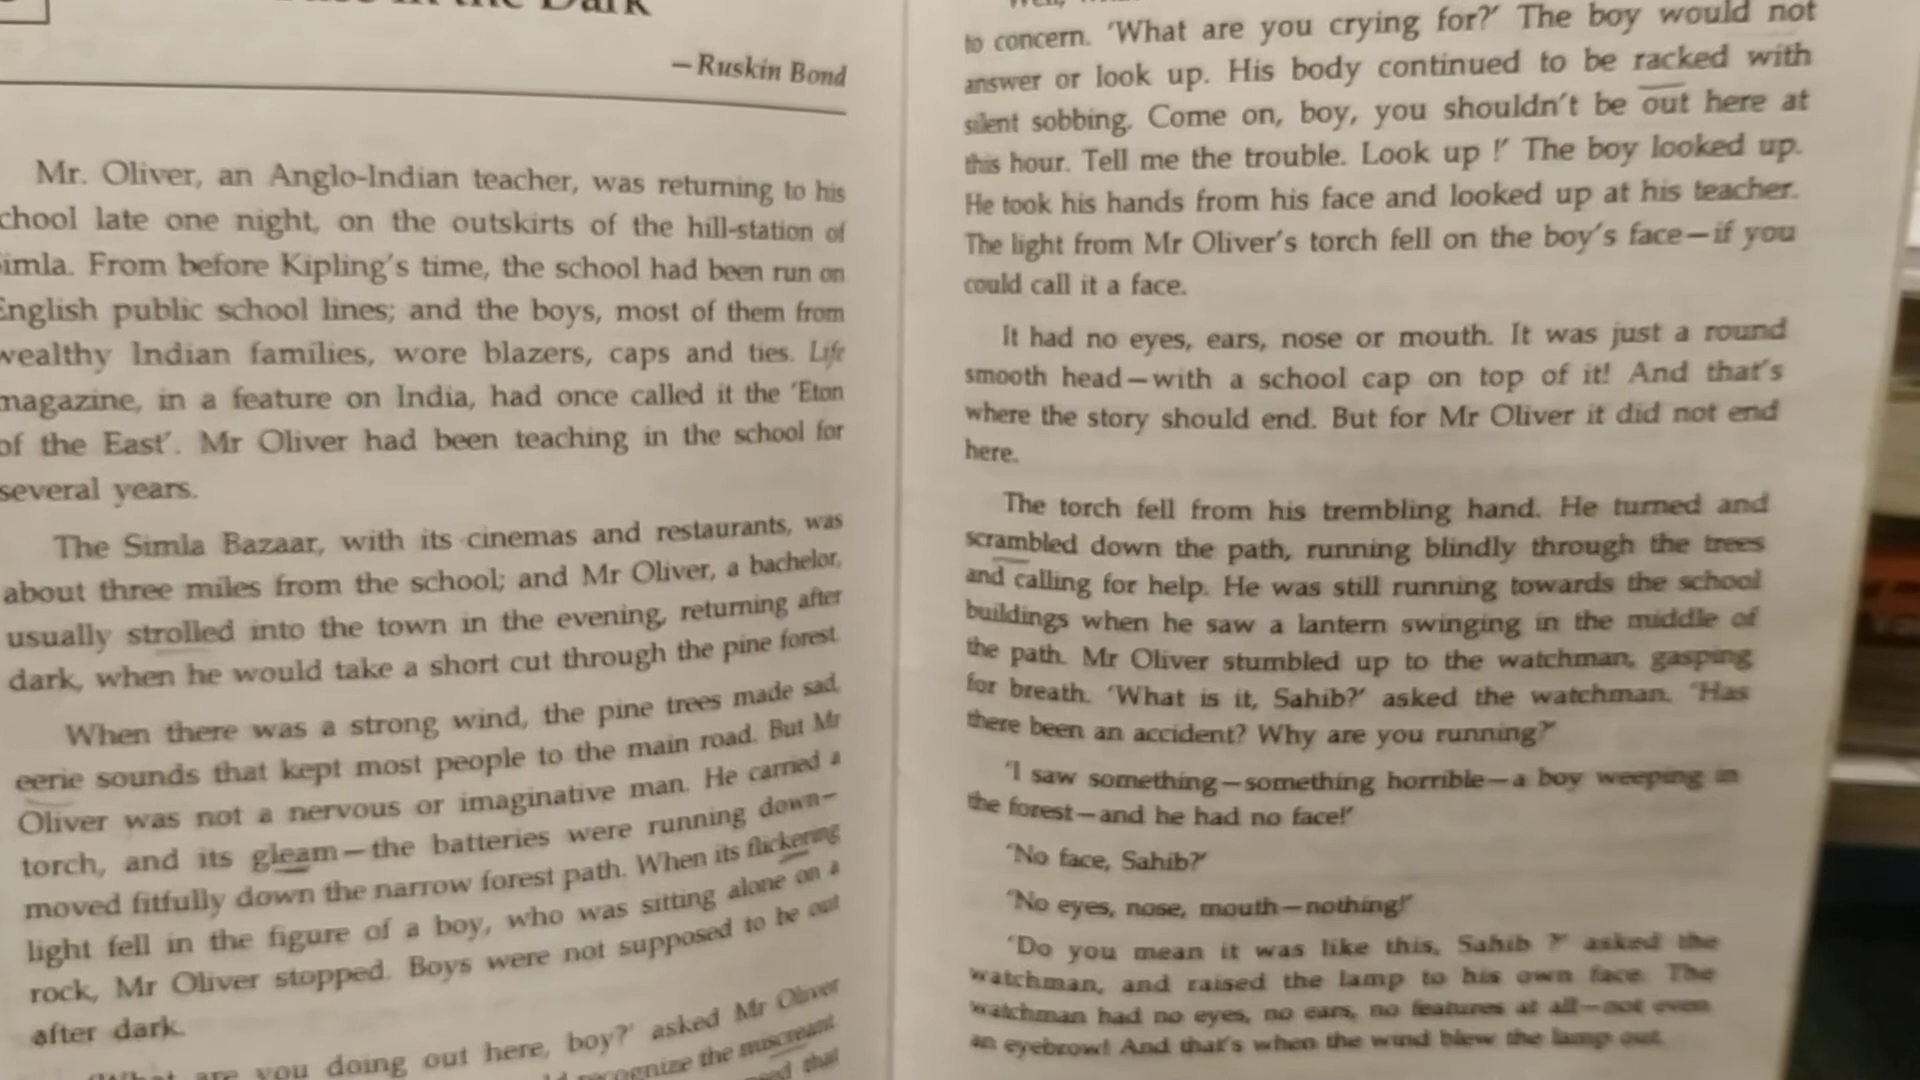 in the Dark
—Ruskin Bond
Mr. Oliver, an Anglo-Indian teacher, was returning to his
chool late one night, on the outskirts of the hill-station of
imla. From before Kipling's time, the school had been run on
English public school lines; and the boys, most of them from
wealthy Indian families, wore blazers, caps and ties. Life
magazine, in a feature on India, had once called it the 'Eton
of the East'. Mr Oliver had been teaching in the school for
several years.
The Simla Bazaar, with its cinemas and restaurants, was
about three miles from the school; and Mr Oliver, a bachelor,
usually strolled into the town in the evening, returning after
dark, when he would take a short cut through the pine forest.
When there was a strong wind, the pine trees made sad,
eerie sounds that kept most people to the main road. But Mr
Oliver was not a nervous or imaginative man. He carried a
torch, and its gleam—the batteries were running down—
moved fitfully down the narrow forest path. When its flickering
light fell in the figure of a boy, who was sitting alone on a
rock, Mr Oliver stopped. Boys were not supposed to be out
after dark.
are you doing out here, boy?' asked Mr Oliver
recognize the miscreant
that
to concern. 'What are you crying for?' The boy would not
answer or look up. His body continued to be racked with
silent sobbing. Come on, boy, you shouldn't be out here at
this hour. Tell me the trouble. Look up !' The boy looked up.
He took his hands from his face and looked up at his teacher.
The light from Mr Oliver's torch fell on the boy's face—if you
could call it a face.
It had no eyes, ears, nose or mouth. It was just a round
smooth head—with a school cap on top of it! And that's
where the story should end. But for Mr Oliver it did not end
here.
The torch fell from his trembling hand. He turned and
scrambled down the path, running blindly through the trees
and calling for help. He was still running towards the school
buildings when he saw a lantern swinging in the middle of
the path. Mr Oliver stumbled up to the watchman, gasping
for breath. 'What is it, Sahib?' asked the watchman. 'Has
there been an accident? Why are you running?'
'I saw something—something horrible—a boy weeping in
the forest—and he had no face!'
'No face, Sahib?'
'No eyes, nose, mouth—nothing!'
'Do you mean it was like this, Sahib ?' asked the
watchman, and raised the lamp to his own face. The
watchman had no eyes, no ears, no features at all—not even
an eyebrow! And that's when the wind blew the lamp out.